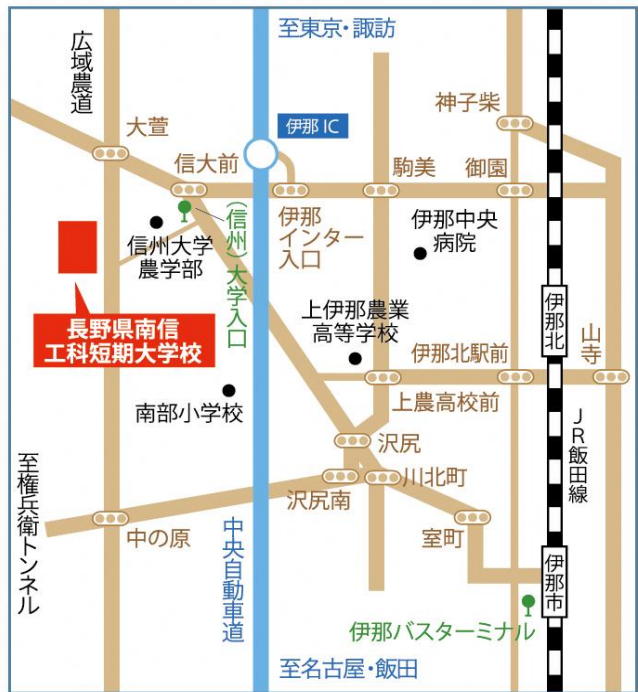 至東京・諏訪
広域農道
大萱
伊那 IC
神子柴
信大前
駒美
御園
伊那
インター
入口
伊那中央
病院
信州大学
農学部
(信州)大学入口
長野県南信
工科短期大学校
上伊那農業
高等学校
伊那北
伊那北駅前
山寺
上農高校前
南部小学校
JR飯田線
沢尻
至権兵衛トンネル
沢尻南
川北町
中の原
中央自動車道
室町
伊那市
伊那バスターミナル
至名古屋・飯田